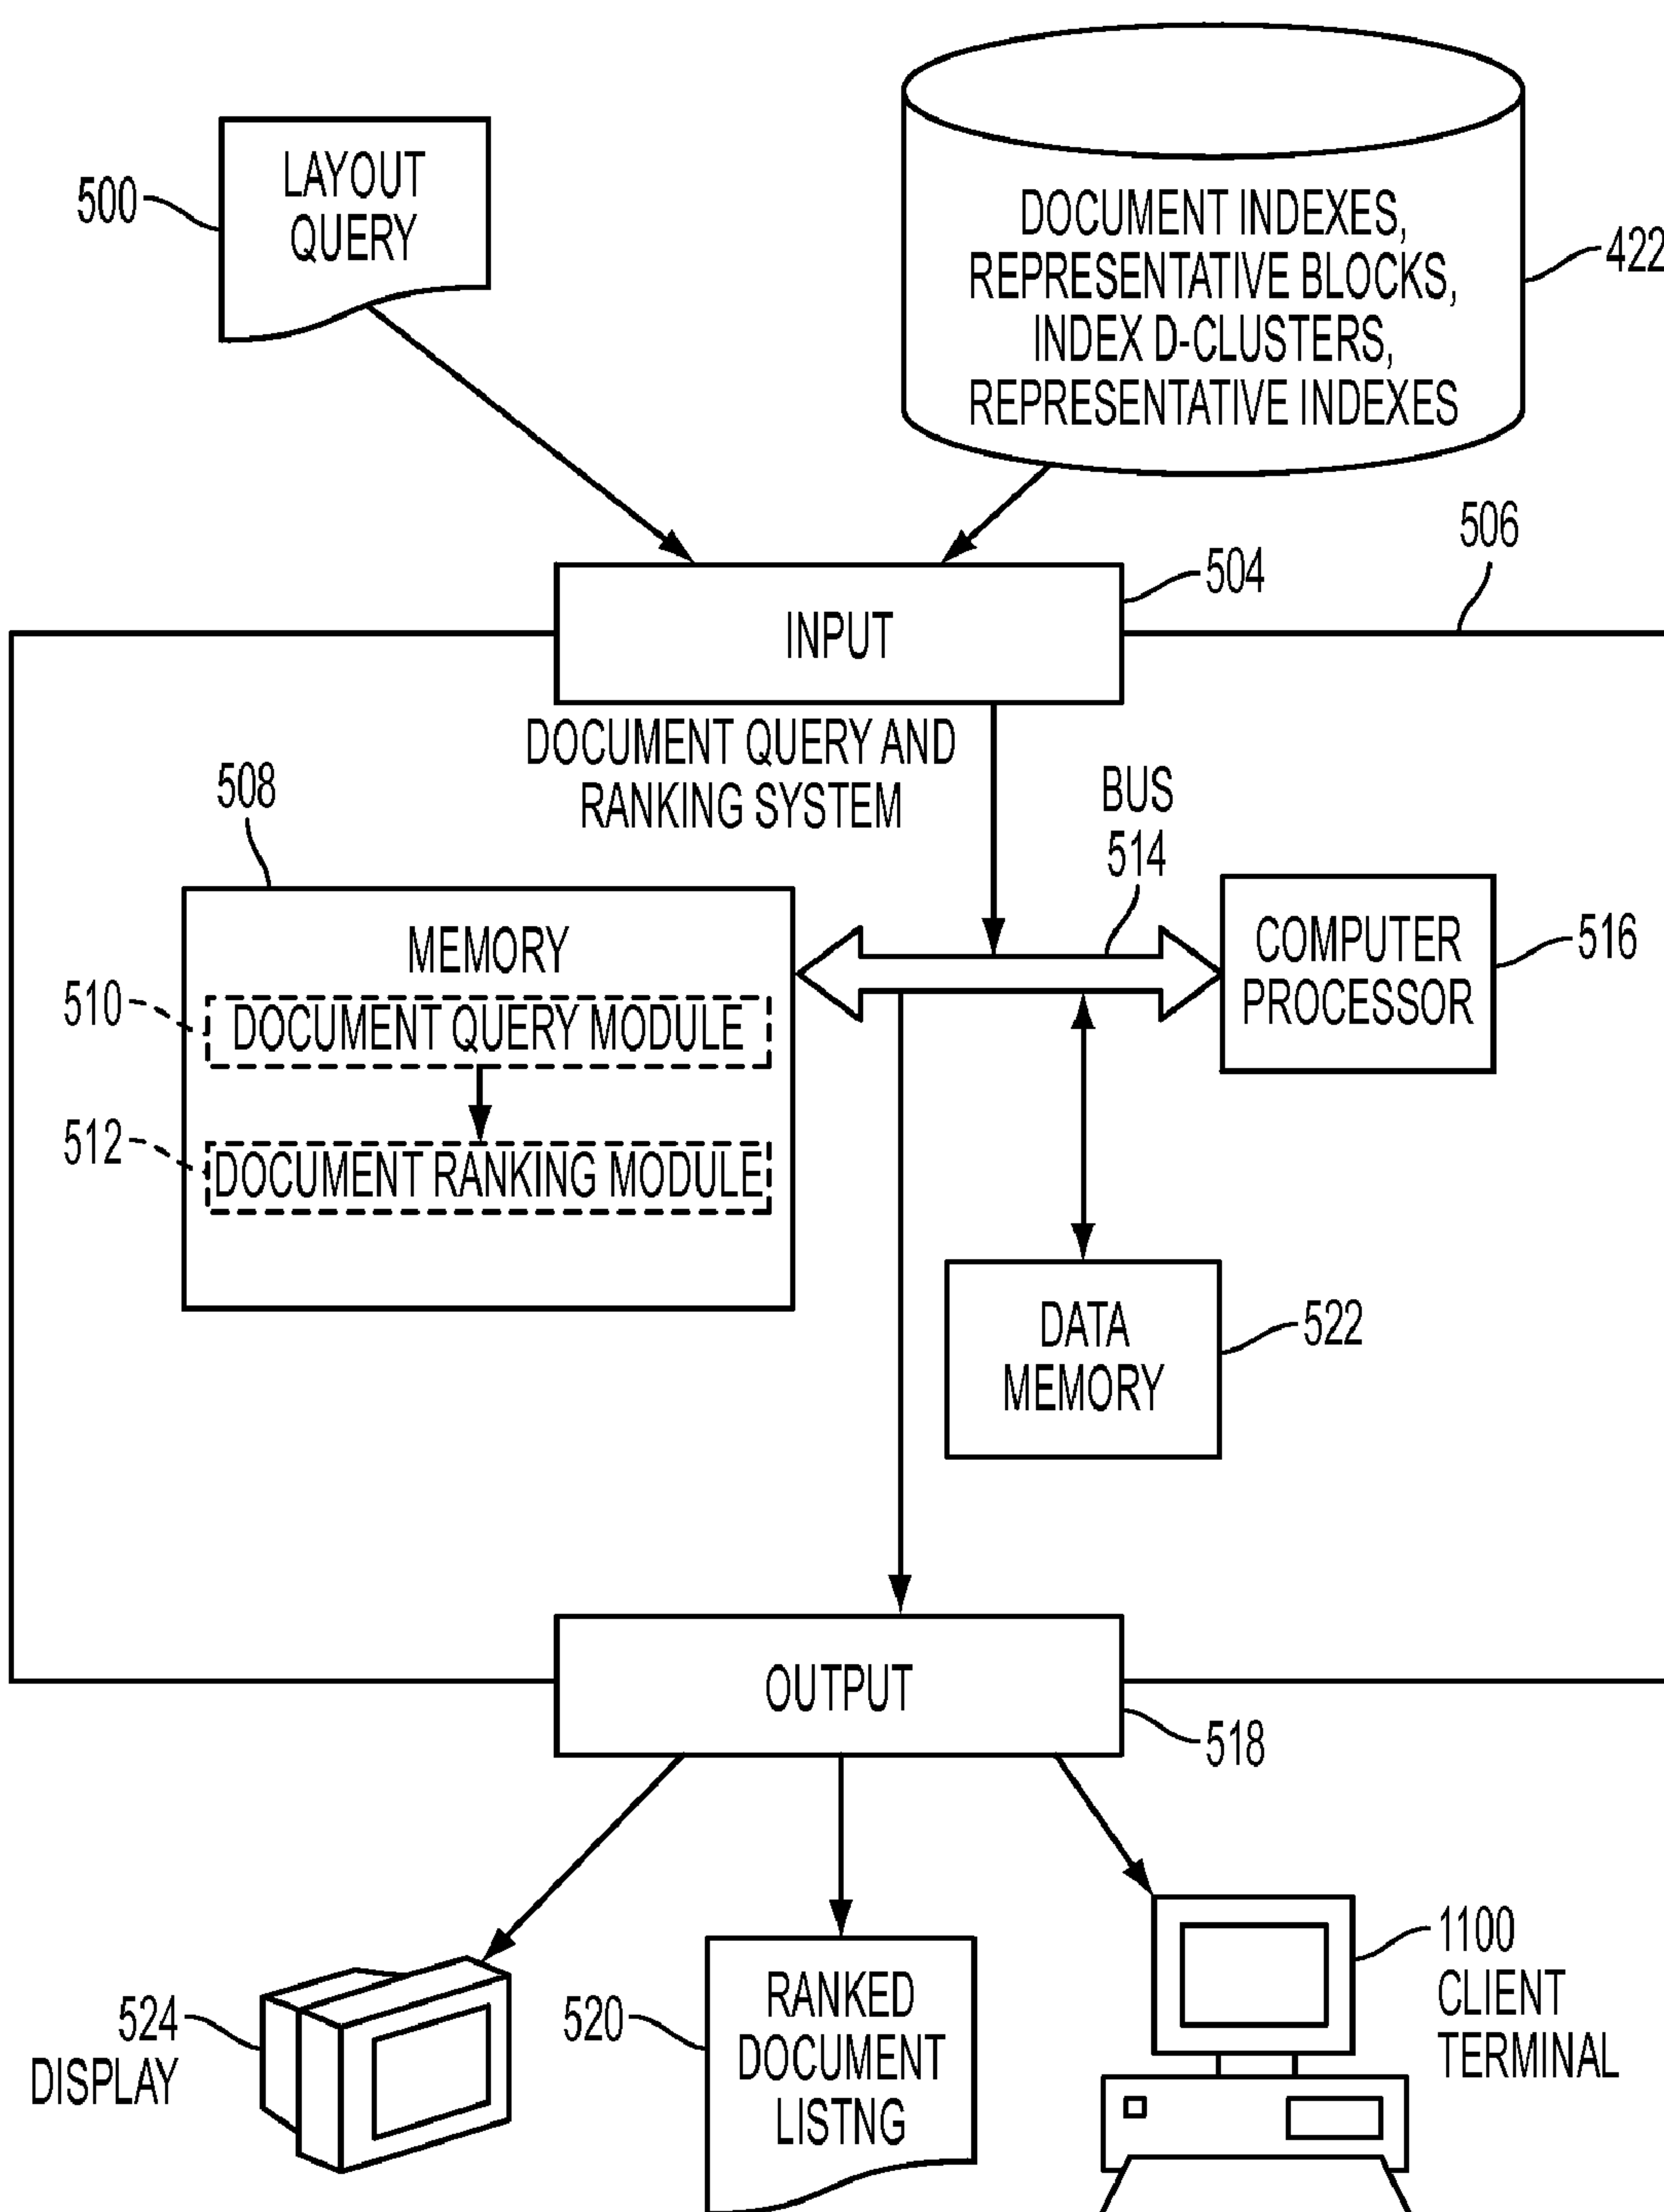 500
LAYOUT
QUERY
DOCUMENT INDEXES,
REPRESENTATIVE BLOCKS,
INDEX D-CLUSTERS,
REPRESENTATIVE INDEXES
422
506
504
INPUT
DOCUMENT QUERY AND
RANKING SYSTEM
508
BUS
514
MEMORY
COMPUTER
PROCESSOR
516
510
DOCUMENT QUERY MODULE
512
DOCUMENT RANKING MODULE
DATA
MEMORY
522
OUTPUT
518
524
DISPLAY
520
RANKED
DOCUMENT
LISTNG
1100
CLIENT
TERMINAL